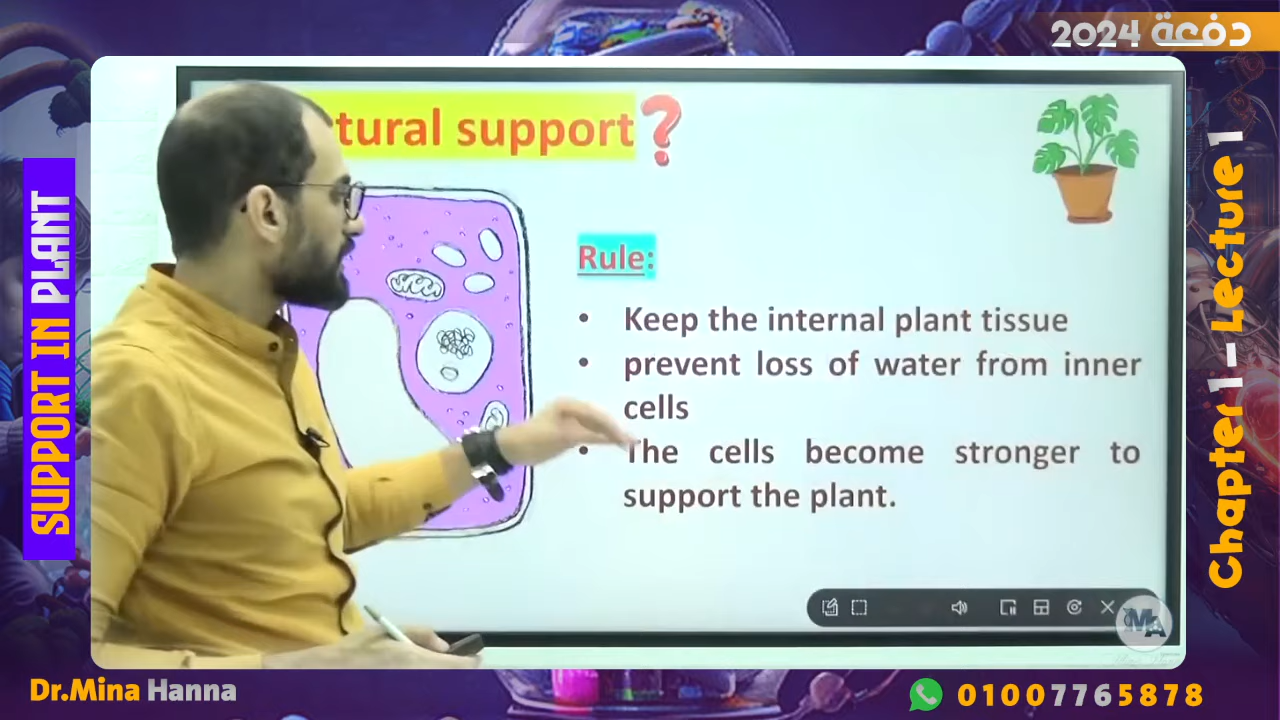 دفعة 2024
tural support?
SUPPORT IN PLANT
Rule:
• Keep the internal plant tissue
• prevent loss of water from inner
cells
• The cells become stronger to
support the plant.
Chapter 1 - Lecture 1
MA
Dr.Mina Hanna
01007765878